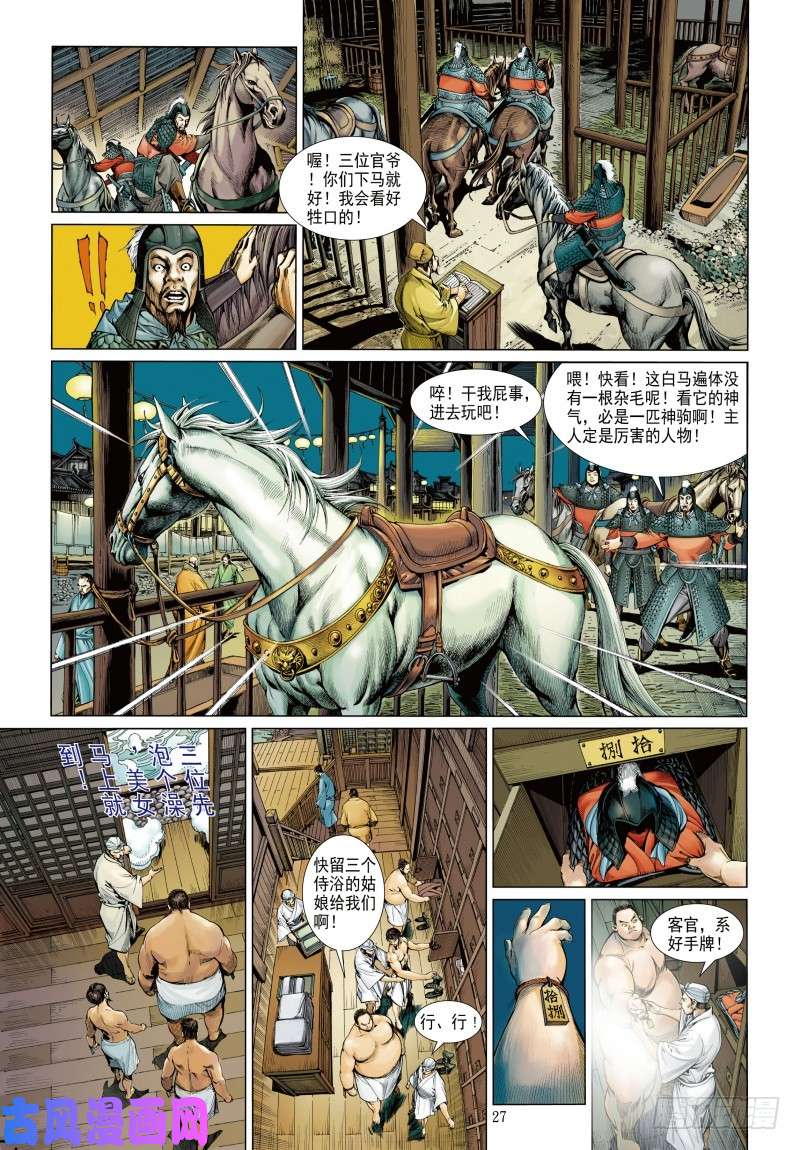 喔！三位官爷
！你们下马就
好！我会看好
牲口的！
!!
喂！快看！这白马遍体没
有一根杂毛呢！看它的神
气，必是一匹神驹啊！主
人定是厉害的人物！
啐！干我屁事，
进去玩吧！
拾捌
客官，系
好手牌！
拾捌
快留三个
侍浴的姑
娘给我们
啊！
行、行！
三位先
泡个澡
，美女
马上就
到！
27
古风漫画网